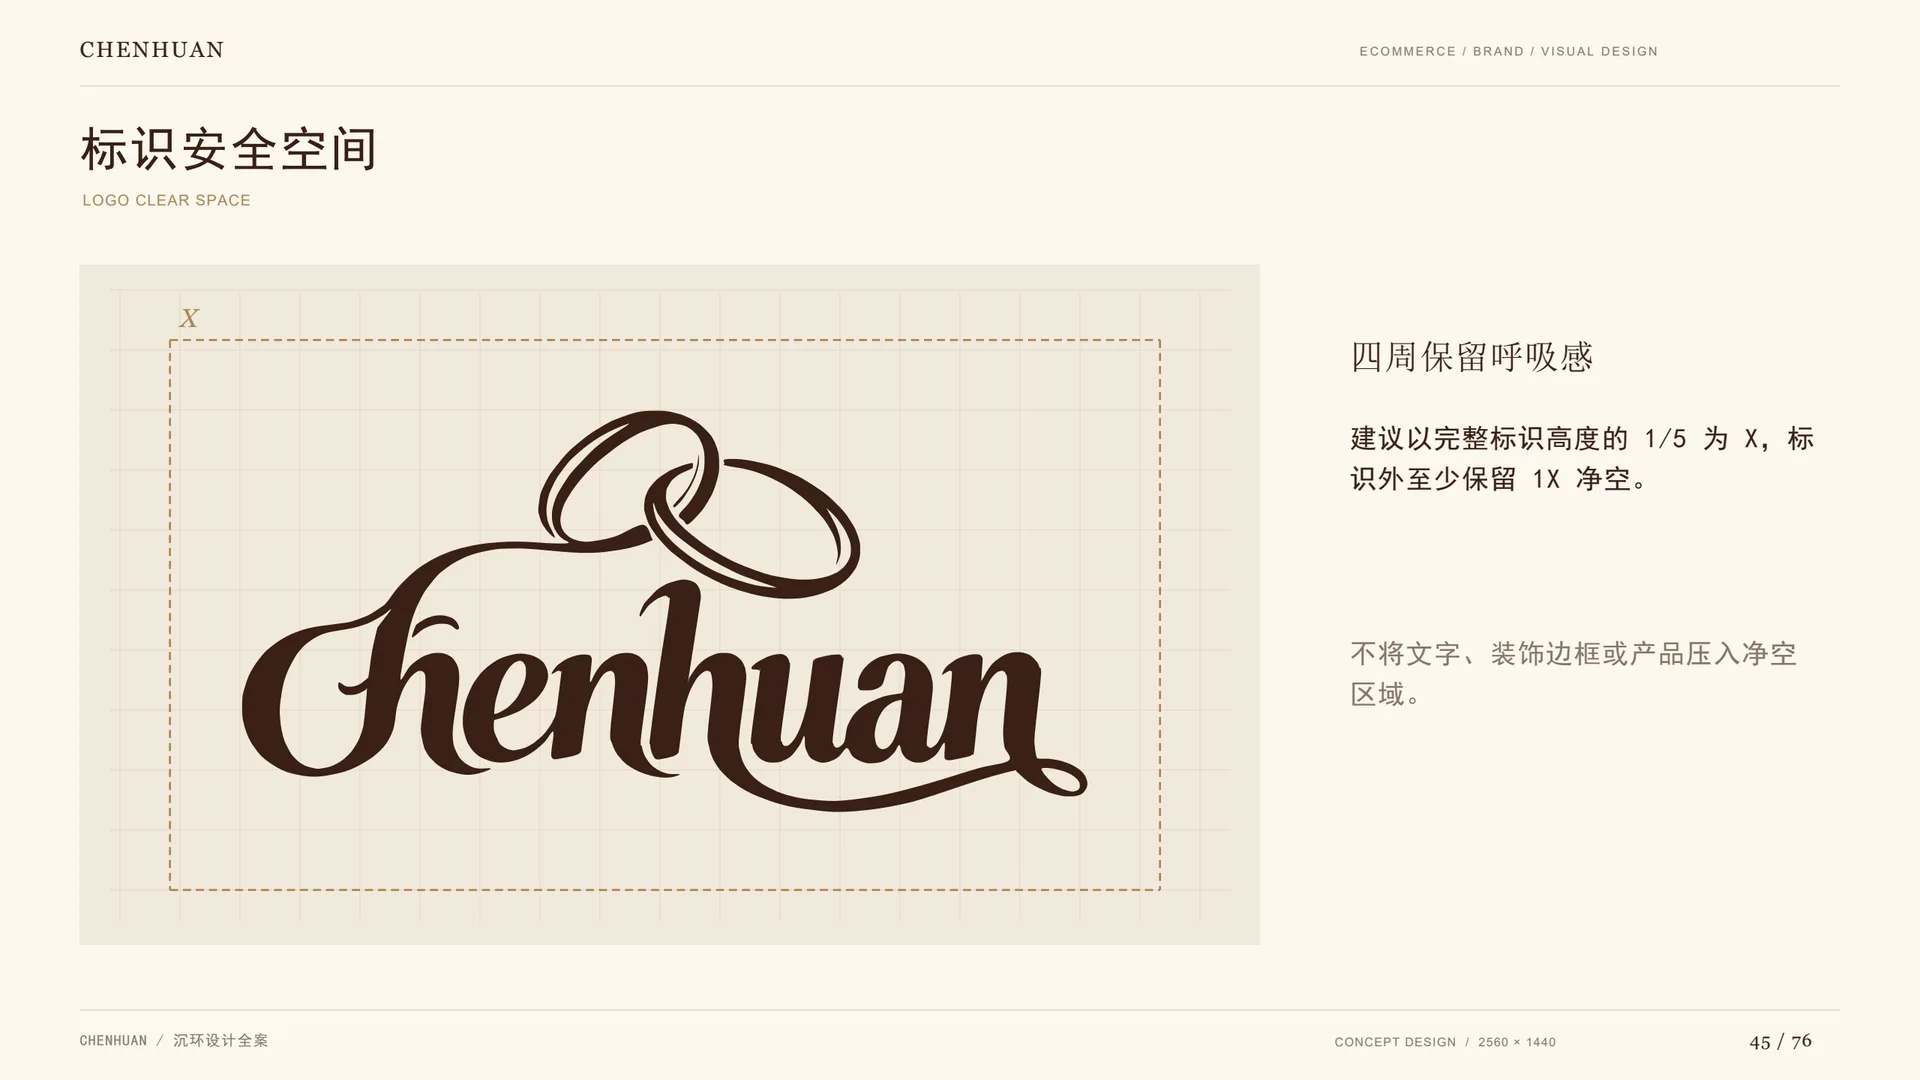 CHENHUAN
ECOMMERCE / BRAND / VISUAL DESIGN
标识安全空间
LOGO CLEAR SPACE
X
Chenhuan
四周保留呼吸感
建议以完整标识高度的 1/5 为 X，标
识外至少保留 1X 净空。
不将文字、装饰边框或产品压入净空
区域。
CHENHUAN / 沉环设计全案
CONCEPT DESIGN / 2560 × 1440
45 / 76